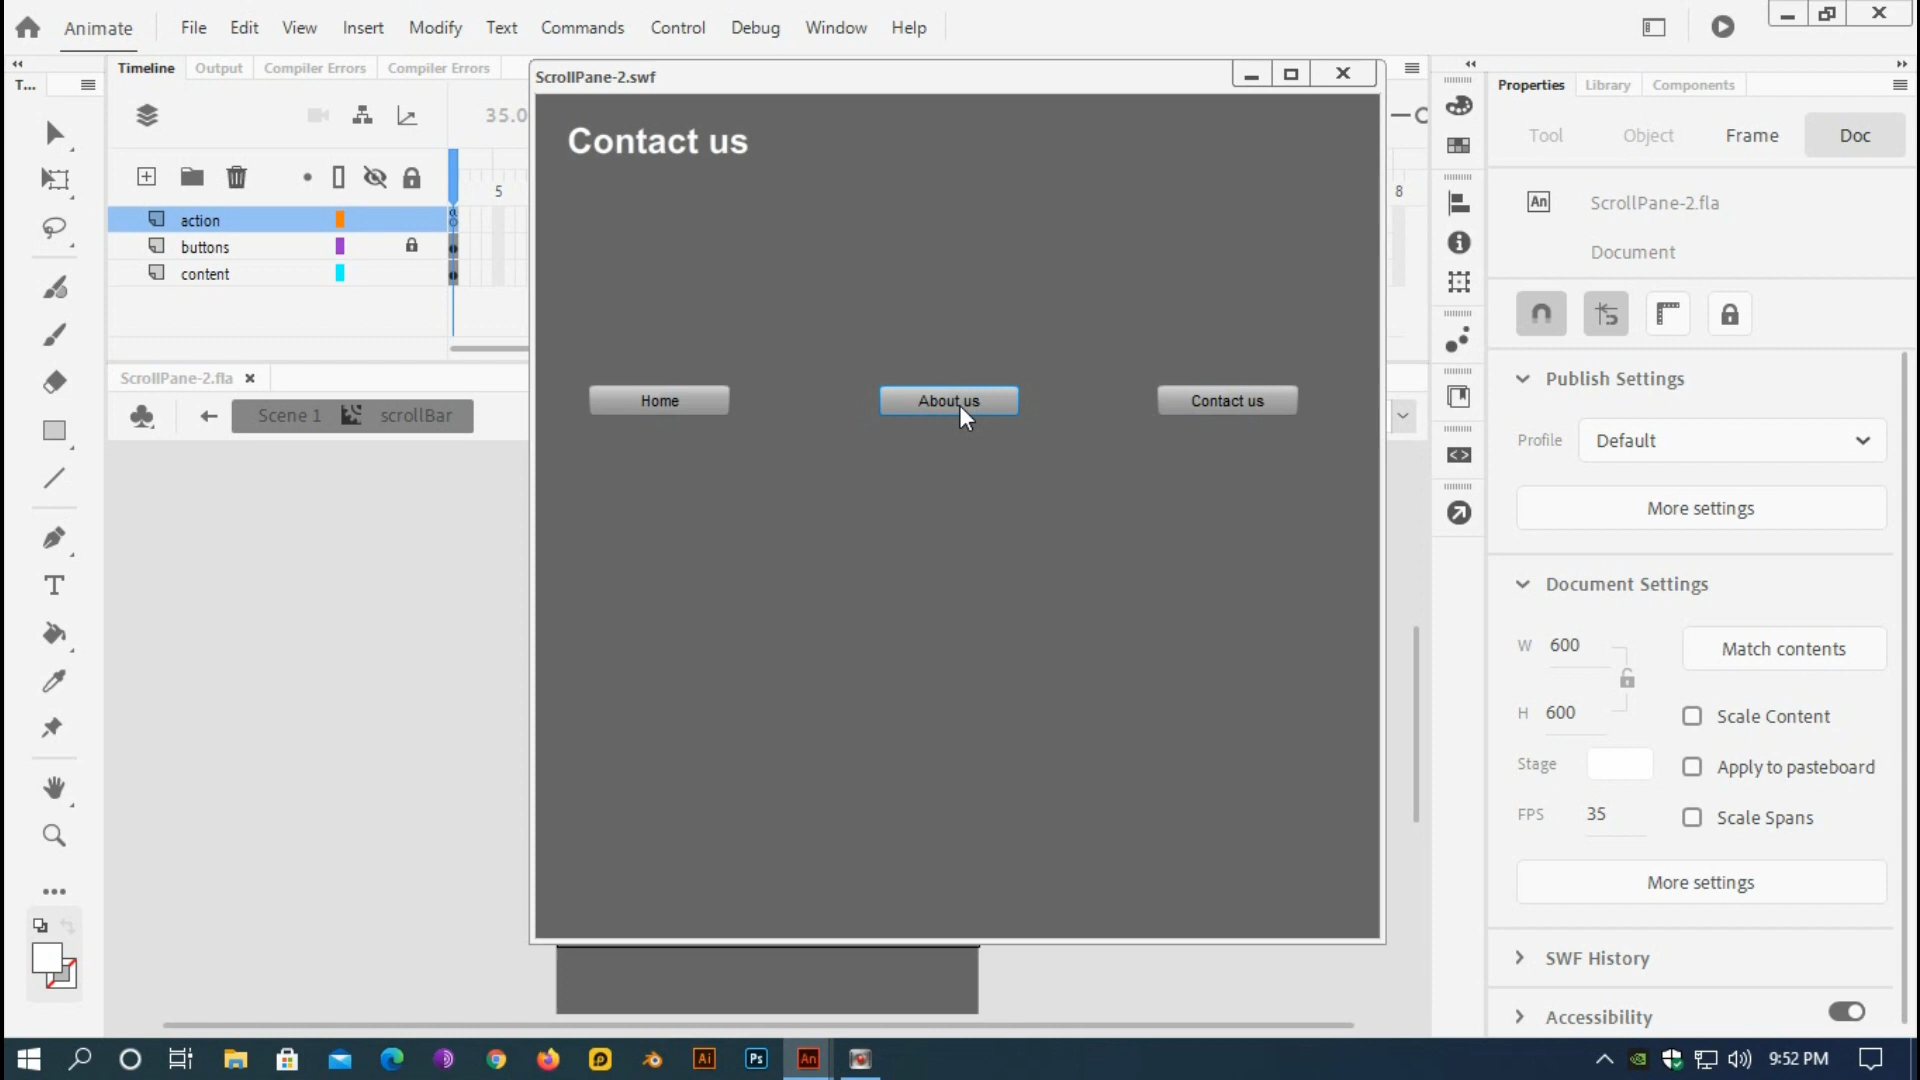 Animate
File Edit View Insert Modify Text Commands Control Debug Window Help
T...
Timeline Output Compiler Errors Compiler Errors
ScrollPane-2.swf
Properties Library Components
35.0
Tool Object Frame Doc
5
8
action
buttons
content
Contact us
An ScrollPane-2.fla
Document
ScrollPane-2.fla
Scene 1 scrollBar
Home
About us
Contact us
Publish Settings
Profile Default
More settings
Document Settings
W 600
Match contents
H 600
Scale Content
Stage
Apply to pasteboard
FPS 35
Scale Spans
More settings
SWF History
Accessibility
Ai Ps An
9:52 PM